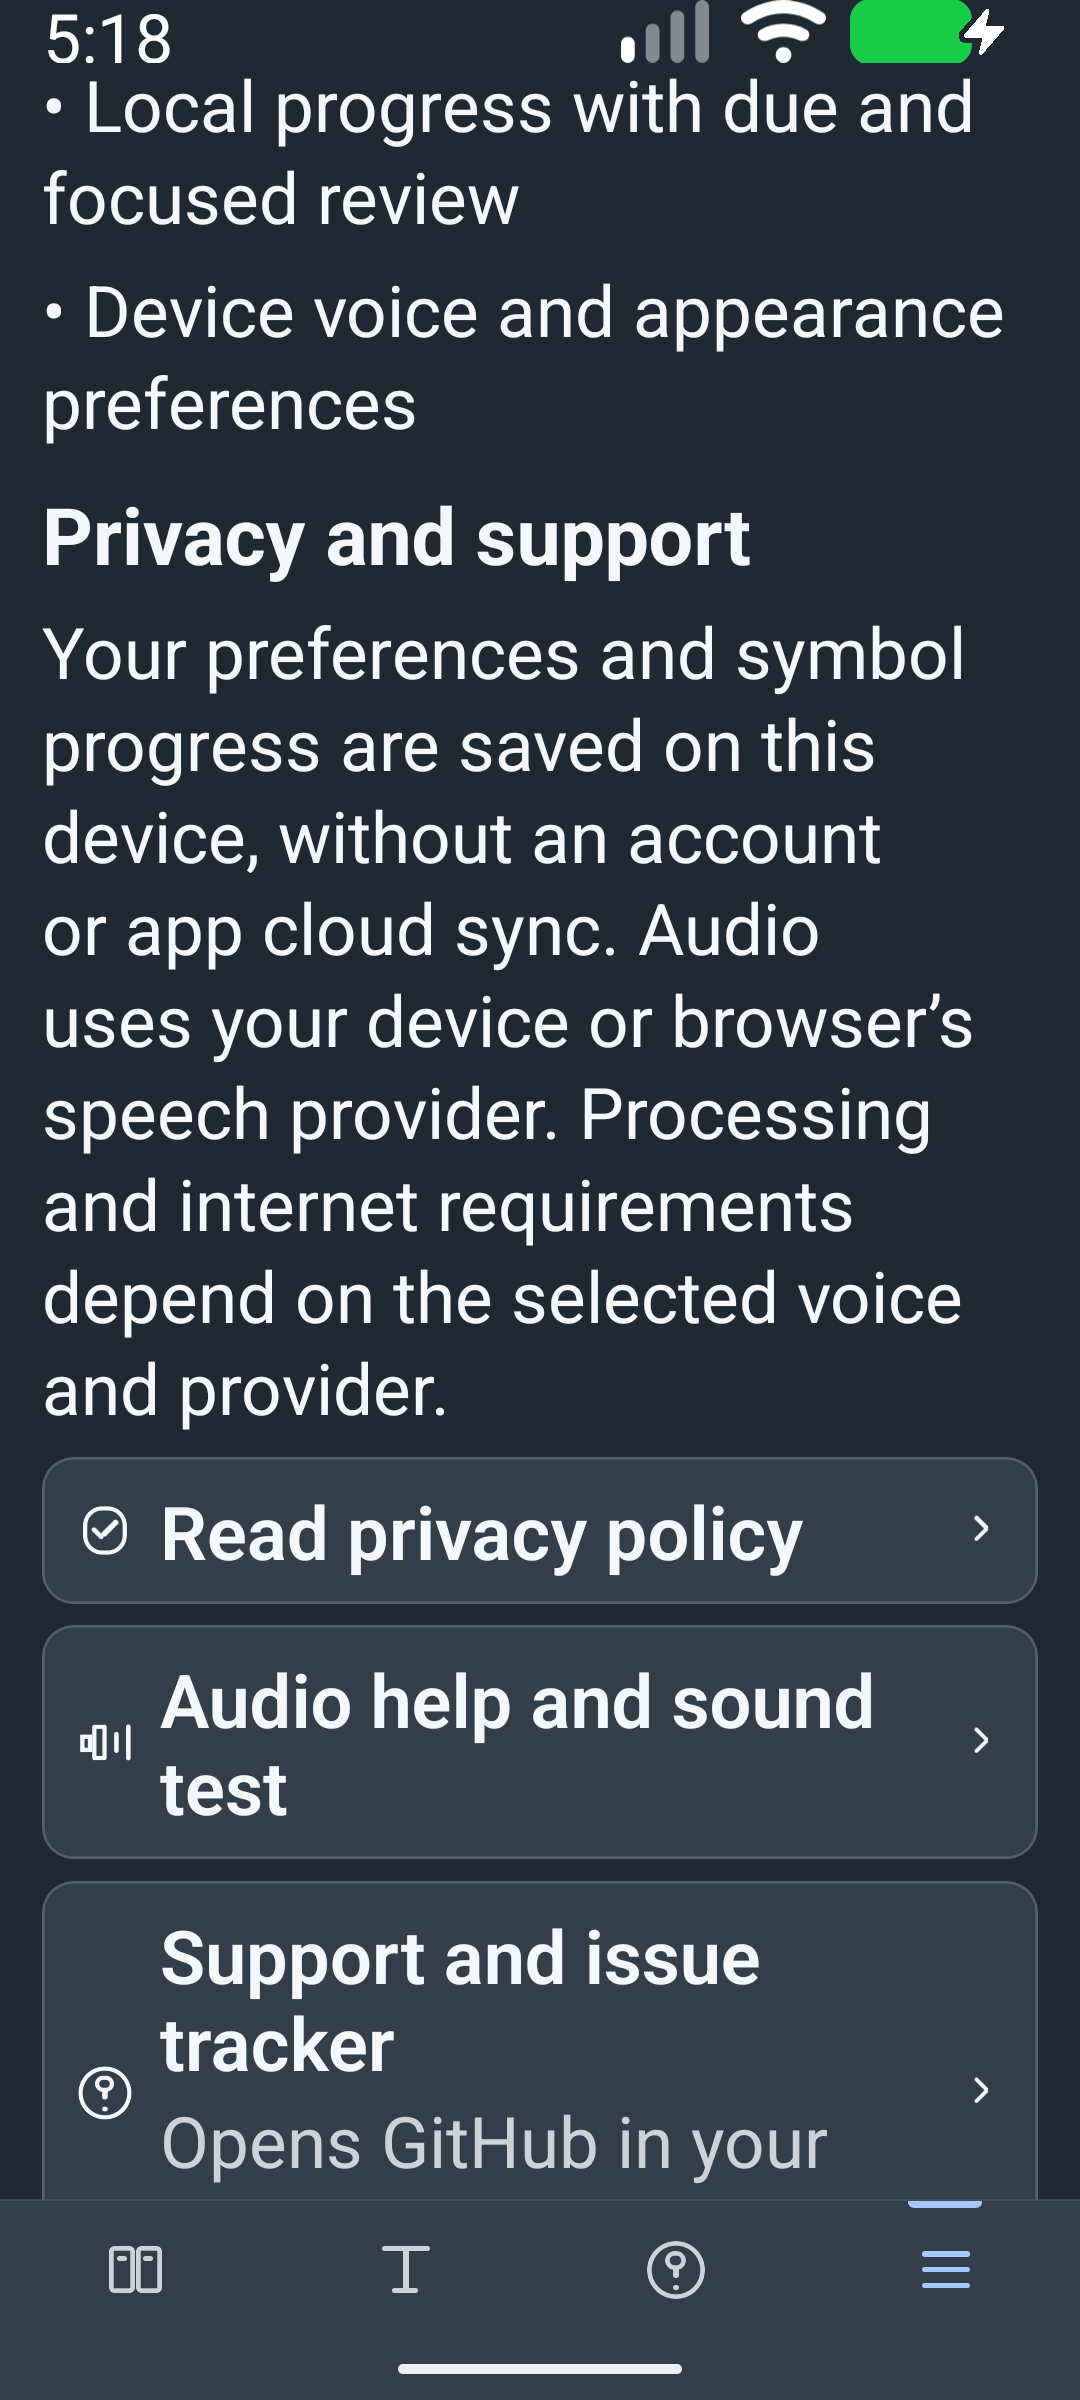 5:18
• Local progress with due and
focused review
• Device voice and appearance
preferences
Privacy and support
Your preferences and symbol
progress are saved on this
device, without an account
or app cloud sync. Audio
uses your device or browser’s
speech provider. Processing
and internet requirements
depend on the selected voice
and provider.
Read privacy policy
Audio help and sound
test
Support and issue
tracker
Opens GitHub in your